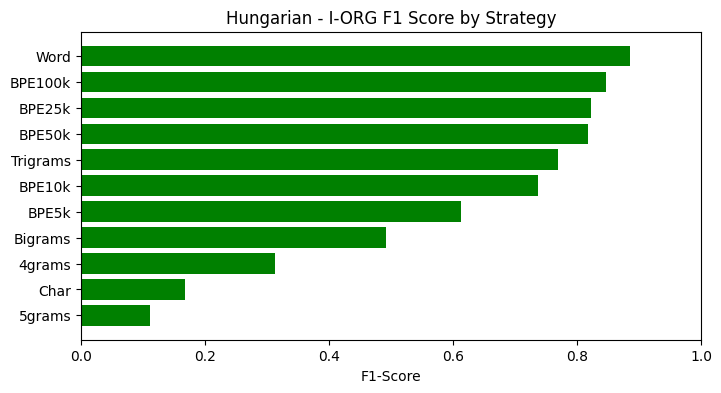 Hungarian - I-ORG F1 Score by Strategy
Word
BPE100k
BPE25k
BPE50k
Trigrams
BPE10k
BPE5k
Bigrams
4grams
Char
5grams
0.0 0.2 0.4 0.6 0.8 1.0
F1-Score